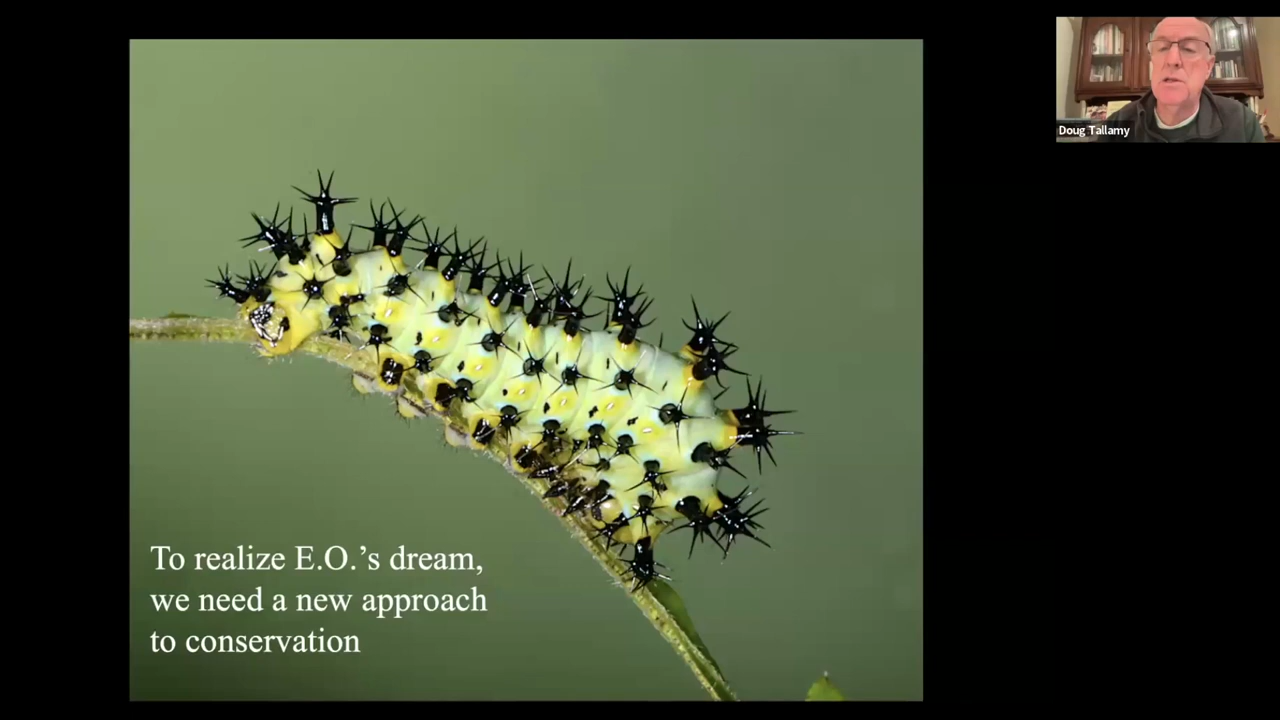 Doug Tallamy
To realize E.O.’s dream,
we need a new approach
to conservation